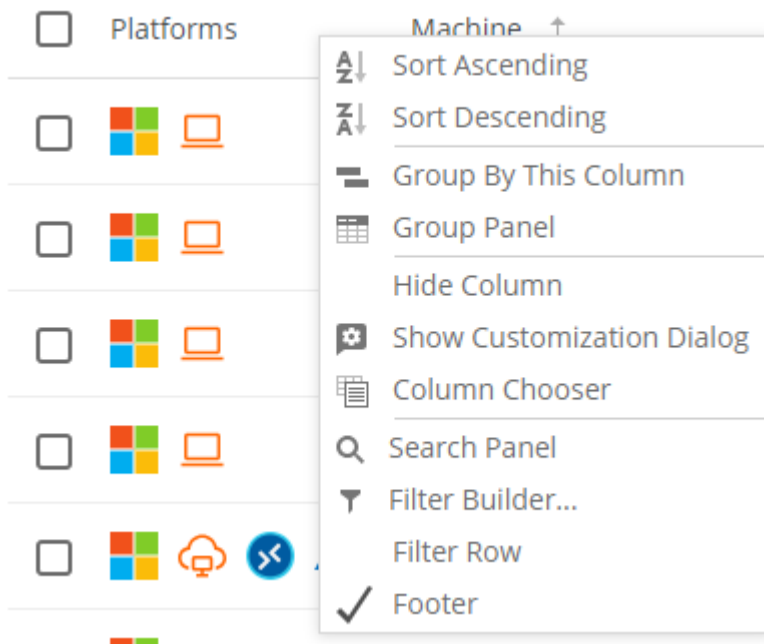 Platforms Machine
Sort Ascending
Sort Descending
Group By This Column
Group Panel
Hide Column
Show Customization Dialog
Column Chooser
Search Panel
Filter Builder...
Filter Row
Footer